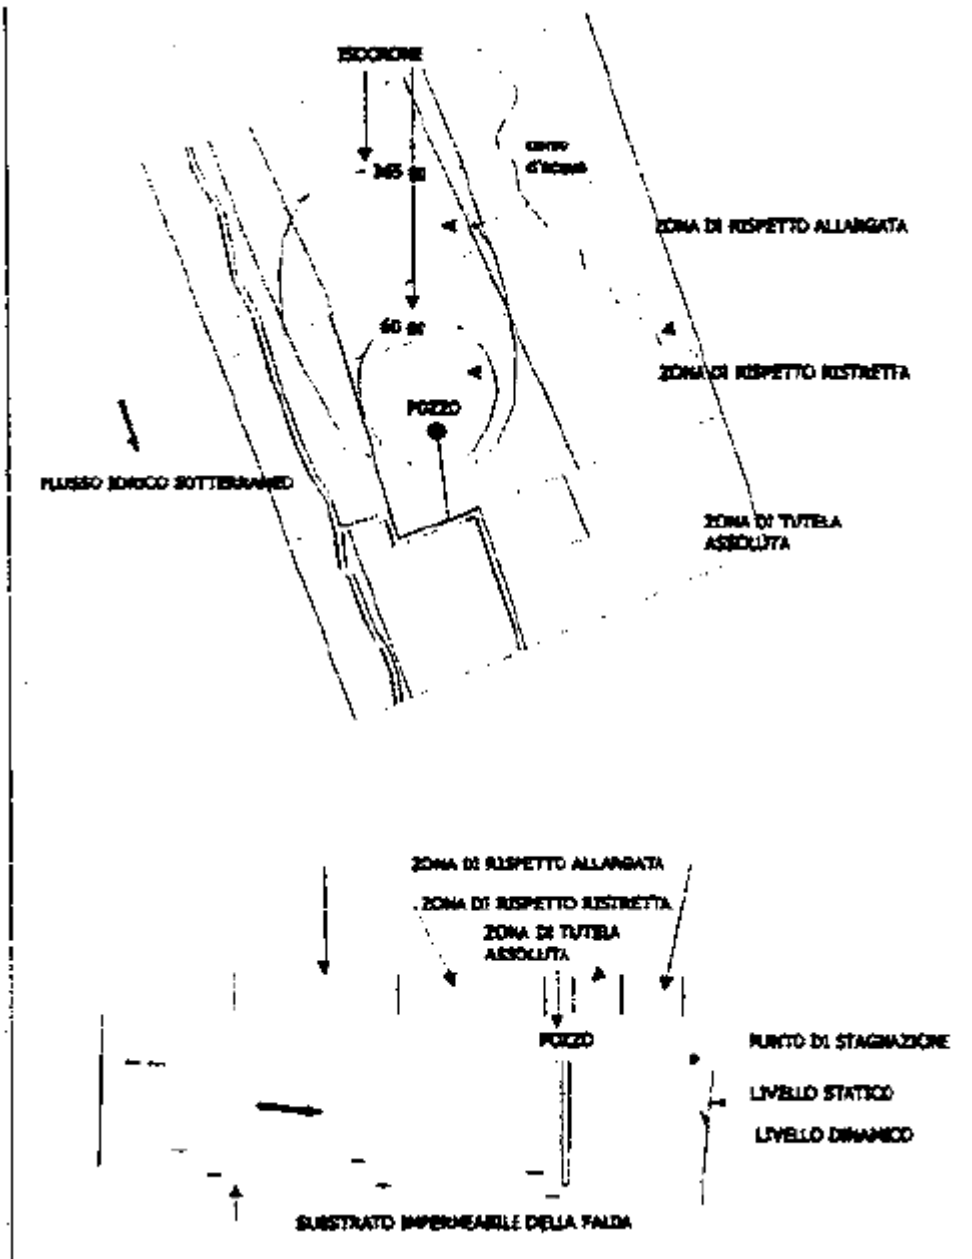 ISOCRONE
365 gg
corso
d'acqua
ZONA DI RISPETTO ALLARGATA
60 gg
ZONA DI RISPETTO RISTRETTA
POZZO
FLUSSO IDRICO SOTTERRANEO
ZONA DI TUTELA
ASSOLUTA
ZONA DI RISPETTO ALLARGATA
ZONA DI RISPETTO RISTRETTA
ZONA DI TUTELA
ASSOLUTA
POZZO
PUNTO DI STAGNAZIONE
LIVELLO STATICO
LIVELLO DINAMICO
SUBSTRATO IMPERMEABILE DELLA FALDA